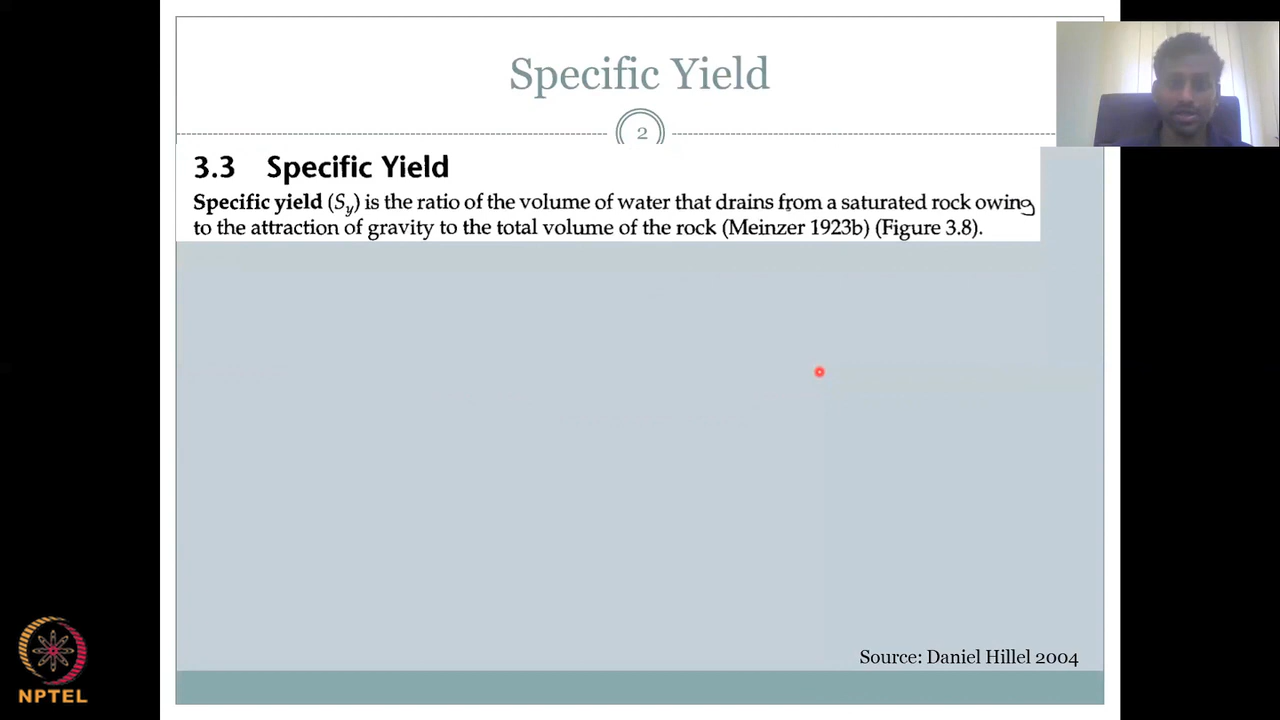 Specific Yield
2
3.3 Specific Yield
Specific yield (Sy) is the ratio of the volume of water that drains from a saturated rock owing
to the attraction of gravity to the total volume of the rock (Meinzer 1923b) (Figure 3.8).
Source: Daniel Hillel 2004
NPTEL